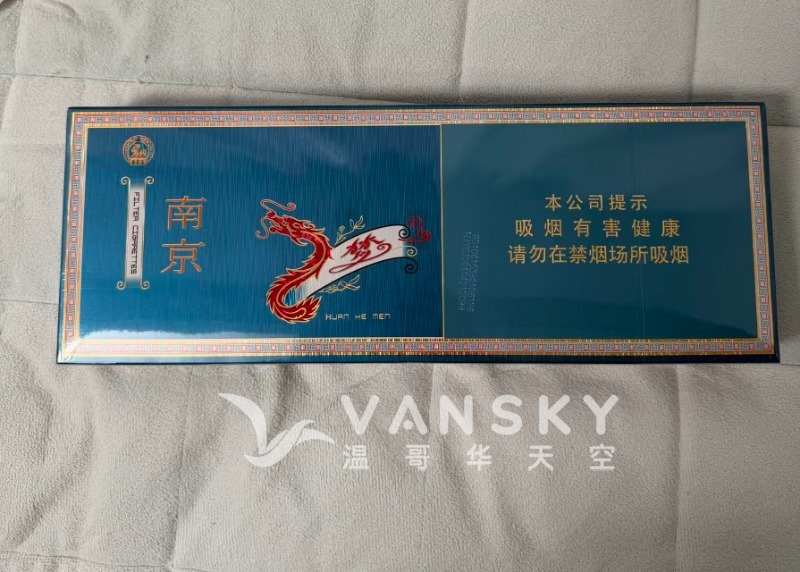 FILTER CIGARETTES
南京
梦
XUAN HE MEN
本公司提示
吸烟有害健康
请勿在禁烟场所吸烟
VANSKY
温哥华天空